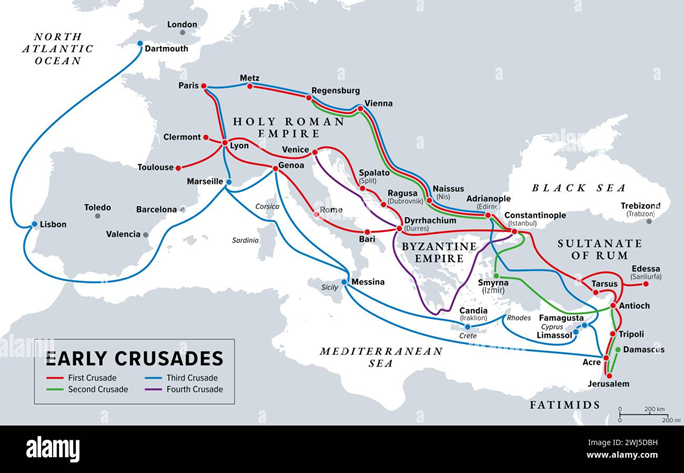 London
NORTH
ATLANTIC
OCEAN
Dartmouth
Paris
Metz
Regensburg
Vienna
HOLY ROMAN
EMPIRE
Clermont
Lyon
Venice
Toulouse
Genoa
Marseille
Spalato
(Split)
Ragusa
(Dubrovnik)
Naissus
(Nis)
Adrianople
(Edirne)
BLACK SEA
Constantinople
(Istanbul)
Trebizond
(Trabzon)
Toledo
Barcelona
Corsica
Rome
Dyrrhachium
(Durres)
Lisbon
Valencia
Sardinia
Bari
BYZANTINE
EMPIRE
SULTANATE
OF RUM
Edessa
(Sanliurfa)
Smyrna
(Izmir)
Tarsus
Antioch
Messina
Sicily
Candia
(Iraklion)
Crete
Rhodes
Famagusta
Cyprus
Limassol
Tripoli
Damascus
Acre
Jerusalem
MEDITERRANEAN
SEA
FATIMIDS
EARLY CRUSADES
First Crusade
Third Crusade
Second Crusade
Fourth Crusade
0 200 km
0 200 mi
alamy
alamy
Image ID: 2WJ5DBH
www.alamy.com